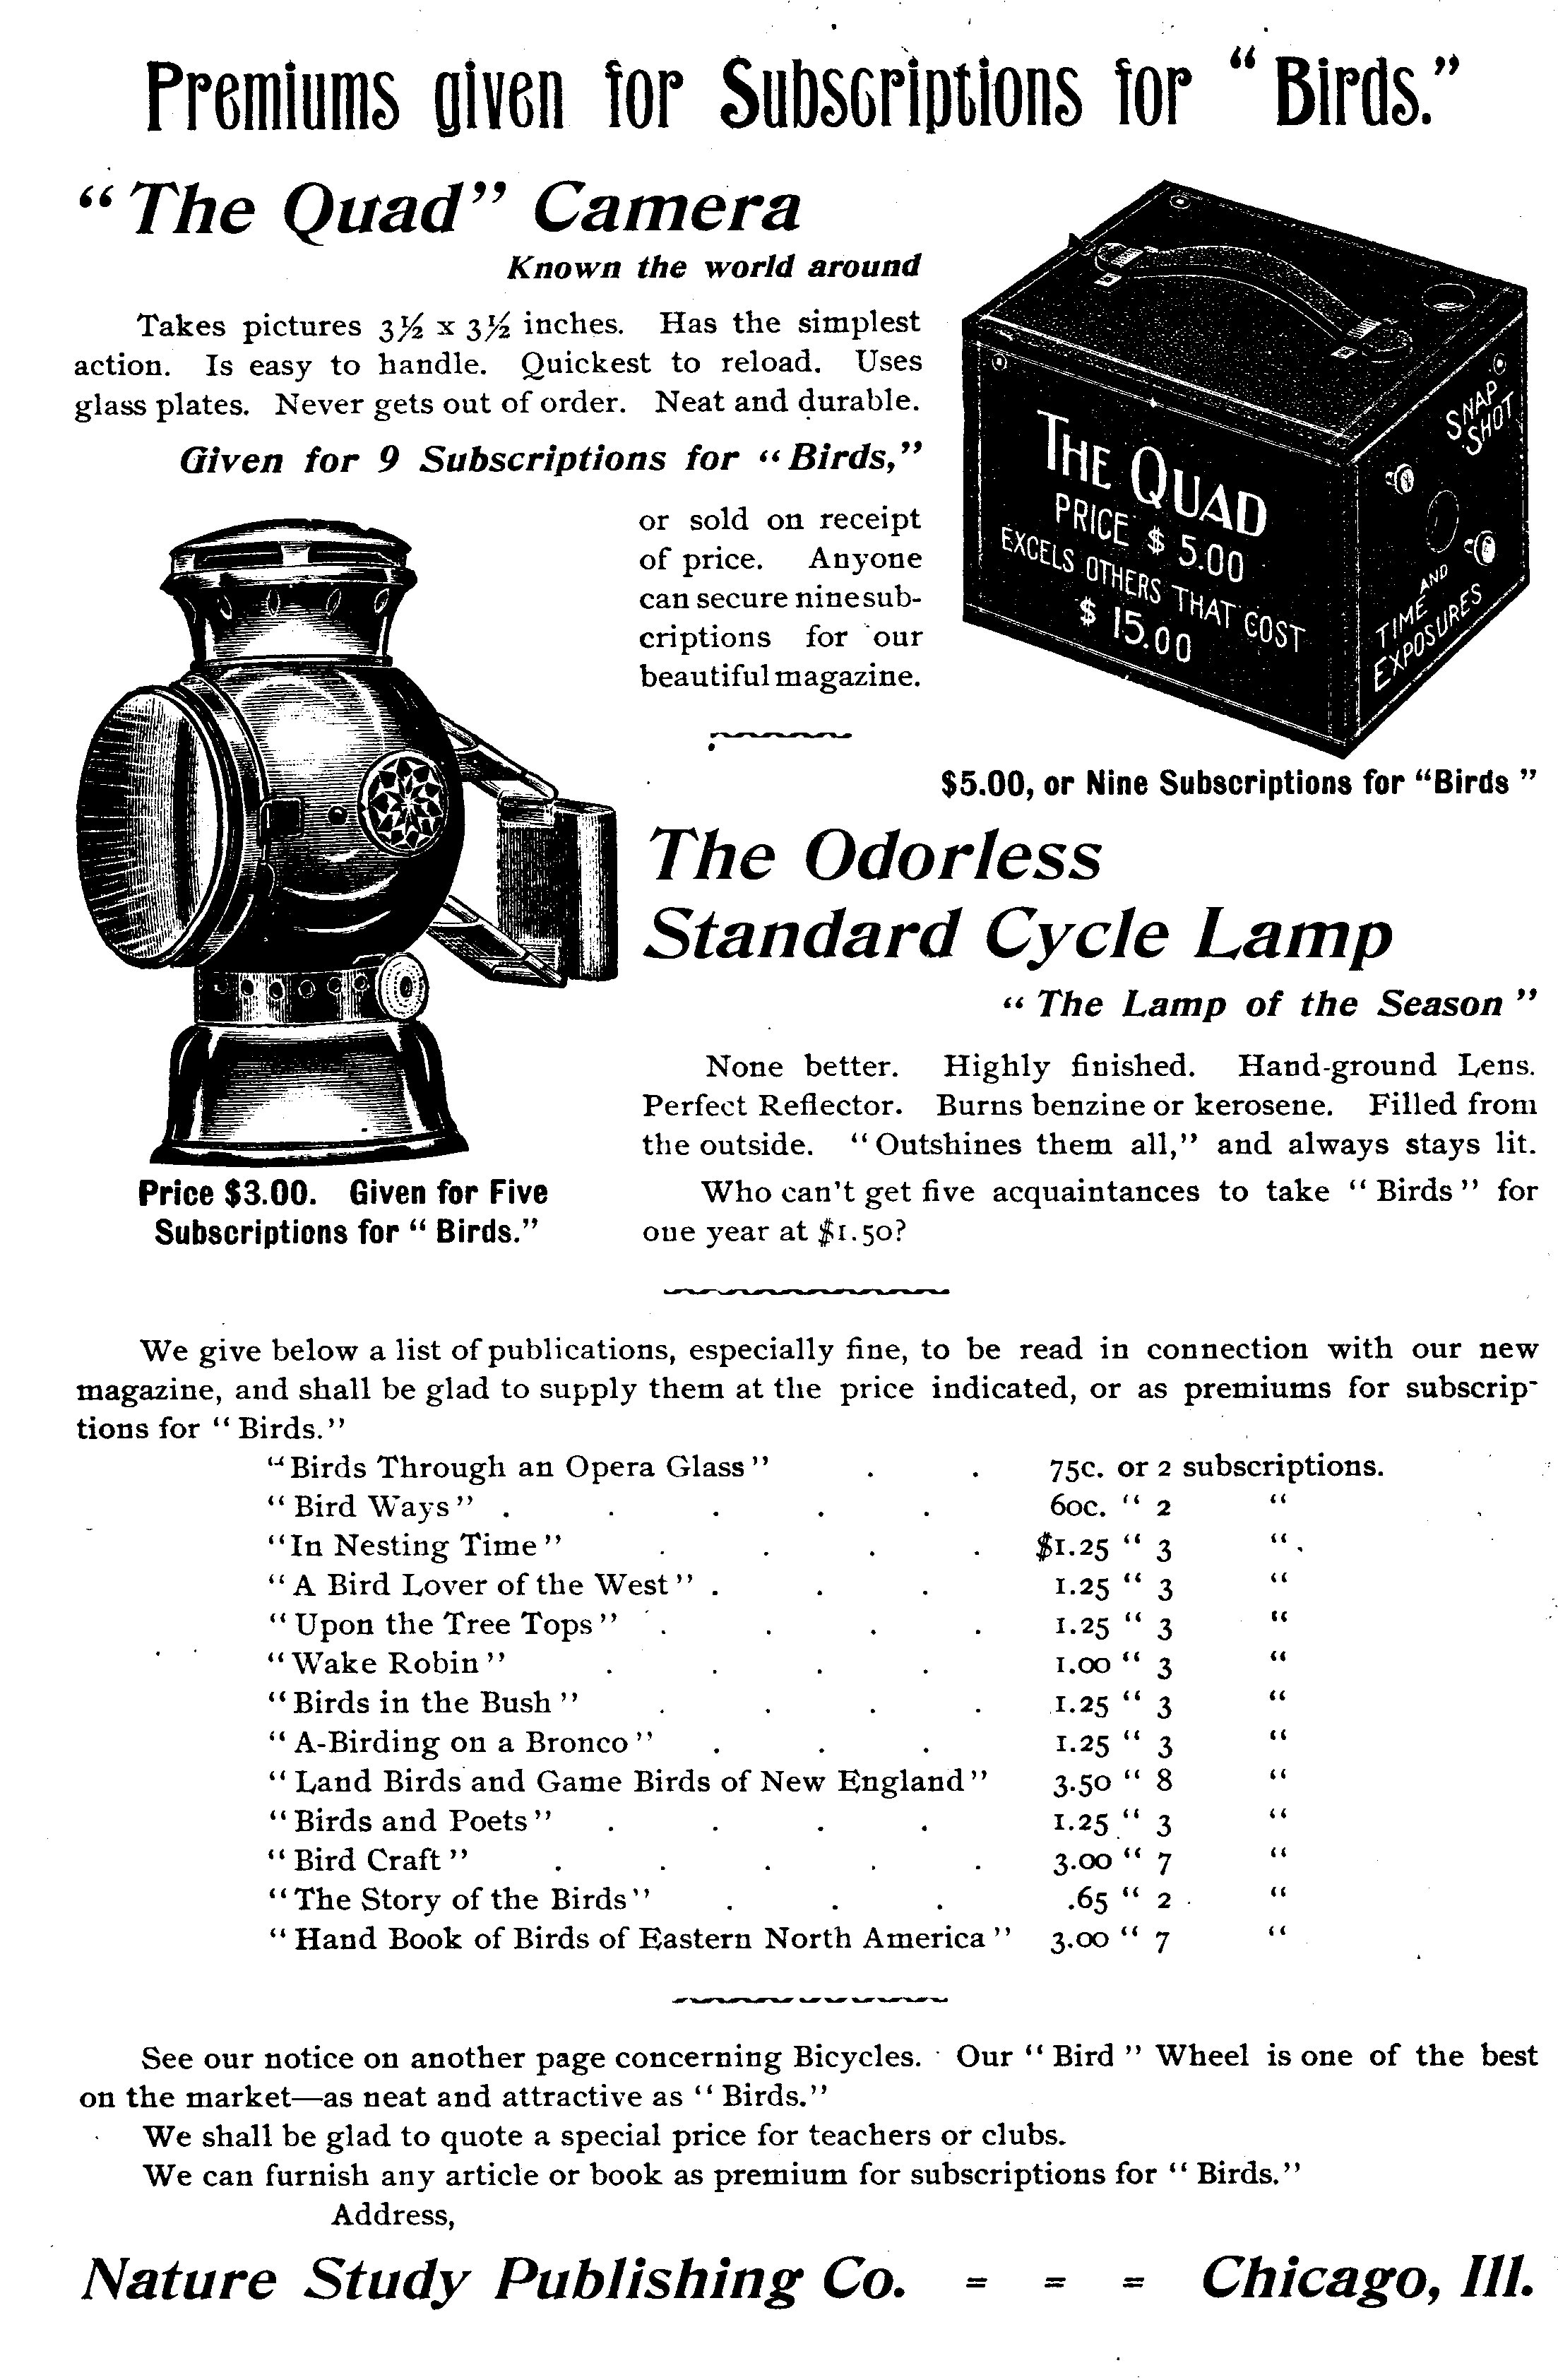 Premiums given for Subscriptions for “Birds.”
“The Quad” Camera
Known the world around
Takes pictures 3½ x 3½ inches. Has the simplest
action. Is easy to handle. Quickest to reload. Uses
glass plates. Never gets out of order. Neat and durable.
Given for 9 Subscriptions for “Birds,”
or sold on receipt
of price. Anyone
can secure nine sub-
criptions for our
beautiful magazine.
THE QUAD
PRICE $ 5.00
EXCELS OTHERS THAT COST
$ 15.00
SNAP
SHOT
TIME AND
EXPOSURES
$5.00, or Nine Subscriptions for “Birds”
The Odorless
Standard Cycle Lamp
“The Lamp of the Season”
None better. Highly finished. Hand-ground Lens.
Perfect Reflector. Burns benzine or kerosene. Filled from
the outside. “Outshines them all,” and always stays lit.
Who can't get five acquaintances to take “Birds” for
one year at $1.50?
Price $3.00. Given for Five
Subscriptions for “Birds.”
We give below a list of publications, especially fine, to be read in connection with our new
magazine, and shall be glad to supply them at the price indicated, or as premiums for subscrip-
tions for “Birds.”
“Birds Through an Opera Glass” . . 75c. or 2 subscriptions.
“Bird Ways” . . . . . 60c. “ 2 “
“In Nesting Time” . . . . $1.25 “ 3 “
“A Bird Lover of the West” . . . 1.25 “ 3 “
“Upon the Tree Tops” . . . . 1.25 “ 3 “
“Wake Robin” . . . . 1.00 “ 3 “
“Birds in the Bush” . . . . 1.25 “ 3 “
“A-Birding on a Bronco” . . . 1.25 “ 3 “
“Land Birds and Game Birds of New England” 3.50 “ 8 “
“Birds and Poets” . . . . 1.25 “ 3 “
“Bird Craft” . . . . . 3.00 “ 7 “
“The Story of the Birds” . . . .65 “ 2 “
“Hand Book of Birds of Eastern North America” 3.00 “ 7 “
See our notice on another page concerning Bicycles. Our “Bird” Wheel is one of the best
on the market—as neat and attractive as “Birds.”
We shall be glad to quote a special price for teachers or clubs.
We can furnish any article or book as premium for subscriptions for “Birds.”
Address,
Nature Study Publishing Co. = = = Chicago, Ill.